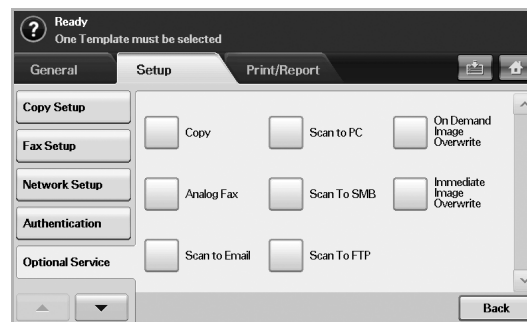 Ready
One Template must be selected
General
Setup
Print/Report
Copy Setup
Fax Setup
Network Setup
Authentication
Optional Service
Copy
Scan to PC
On Demand
Image
Overwrite
Analog Fax
Scan To SMB
Immediate
Image
Overwrite
Scan to Email
Scan To FTP
Back